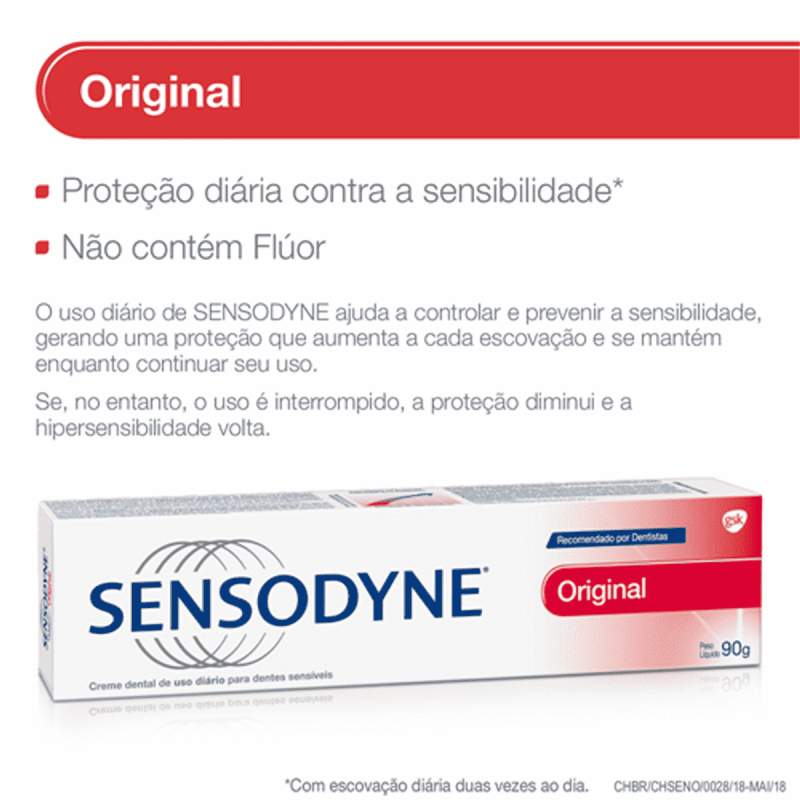 Original
Proteção diária contra a sensibilidade*
Não contém Flúor
O uso diário de SENSODYNE ajuda a controlar e prevenir a sensibilidade,
gerando uma proteção que aumenta a cada escovação e se mantém
enquanto continuar seu uso.
Se, no entanto, o uso é interrompido, a proteção diminui e a
hipersensibilidade volta.
gsk
Recomendado por Dentistas
SENSODYNE®
Original
Peso
Líquido 90g
Creme dental de uso diário para dentes sensíveis
SENSODYNE
*Com escovação diária duas vezes ao dia. CHBR/CHSENO/0028/18-MAI/18